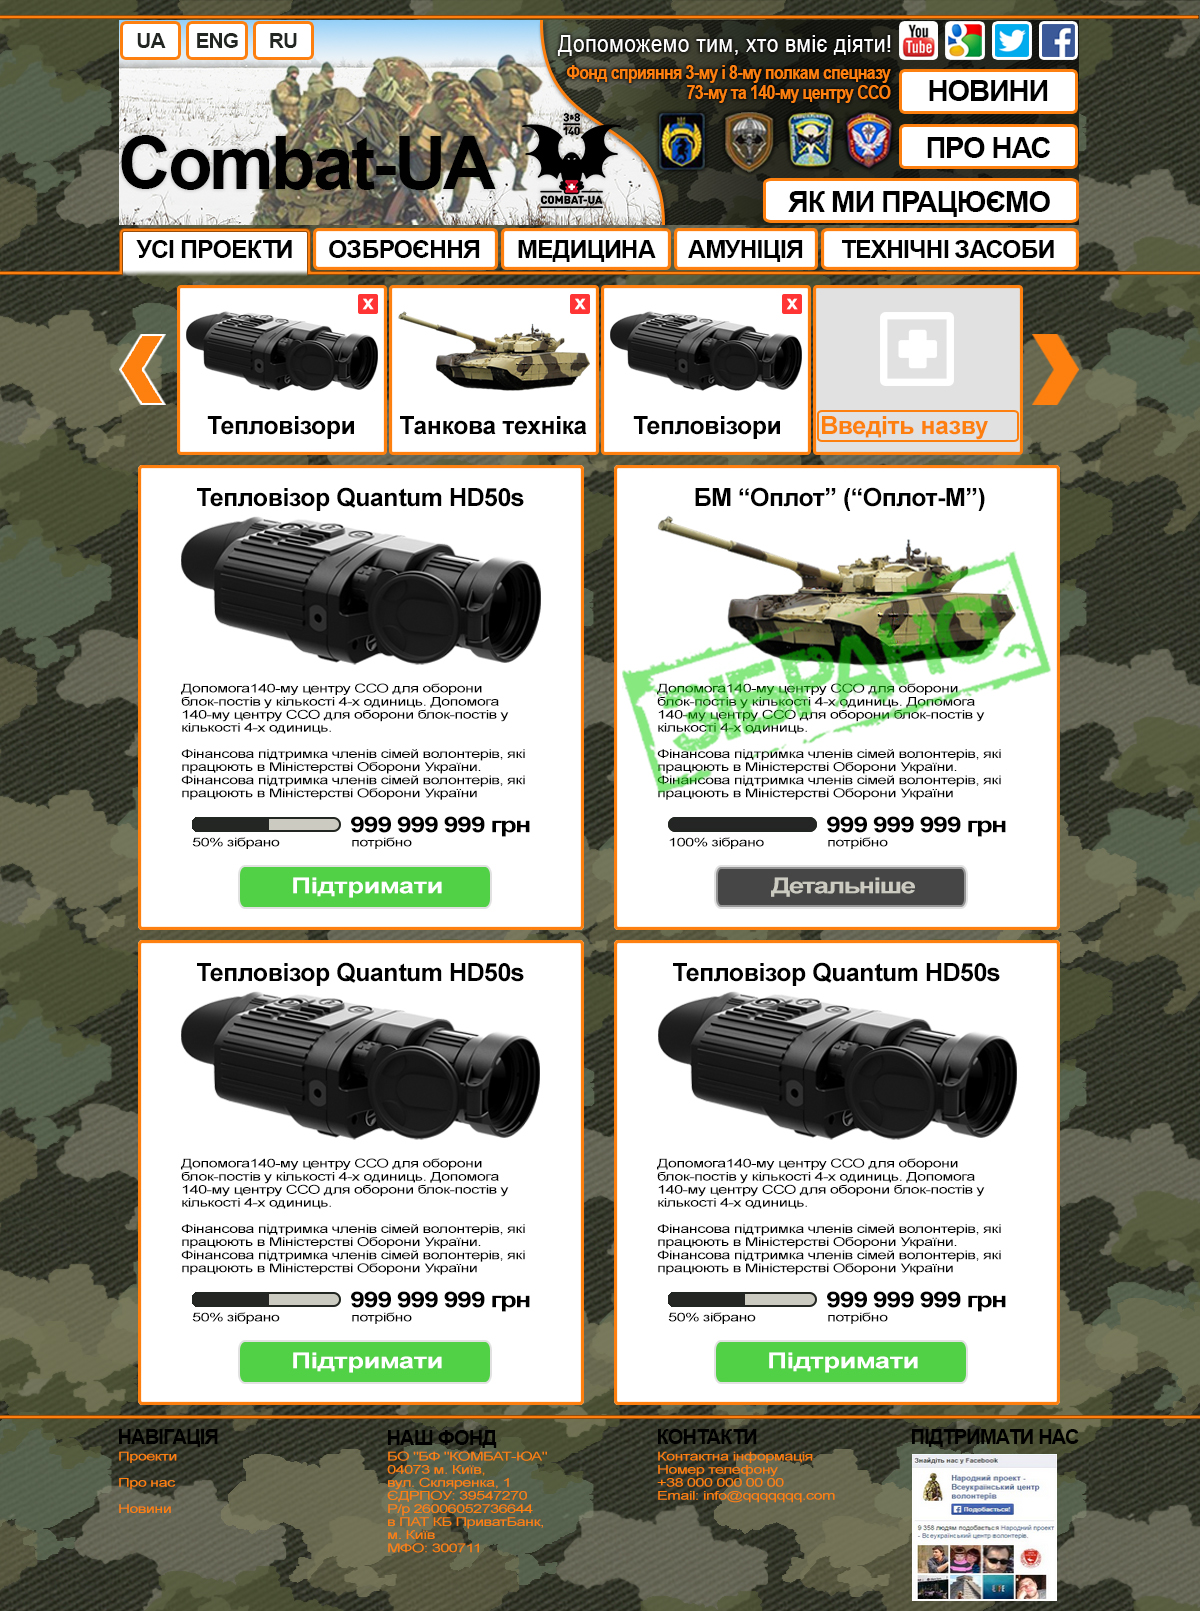 UA
ENG
RU
Допоможемо тим, хто вміє діяти!
You
Tube
Фонд сприяння 3-му і 8-му полкам спецназу
73-му та 140-му центру ССО
НОВИНИ
ПРО НАС
ЯК МИ ПРАЦЮЄМО
Combat-UA
3 8
140
COMBAT-UA
УСІ ПРОЕКТИ
ОЗБРОЄННЯ
МЕДИЦИНА
АМУНІЦІЯ
ТЕХНІЧНІ ЗАСОБИ
x
x
x
Тепловізори
Танкова техніка
Тепловізори
Введіть назву
Тепловізор Quantum HD50s
Допомога140-му центру ССО для оборони
блок-постів у кількості 4-х одиниць. Допомога
140-му центру ССО для оборони блок-постів у
кількості 4-х одиниць.
Фінансова підтримка членів сімей волонтерів, які
працюють в Міністерстві Оборони України.
Фінансова підтримка членів сімей волонтерів, які
працюють в Міністерстві Оборони України
999 999 999 грн
50% зібрано
потрібно
Підтримати
БМ “Оплот” (“Оплот-М”)
ЗІБРАНО
Допомога140-му центру ССО для оборони
блок-постів у кількості 4-х одиниць. Допомога
140-му центру ССО для оборони блок-постів у
кількості 4-х одиниць.
Фінансова підтримка членів сімей волонтерів, які
працюють в Міністерстві Оборони України.
Фінансова підтримка членів сімей волонтерів, які
працюють в Міністерстві Оборони України
999 999 999 грн
100% зібрано
потрібно
Детальніше
Тепловізор Quantum HD50s
Допомога140-му центру ССО для оборони
блок-постів у кількості 4-х одиниць. Допомога
140-му центру ССО для оборони блок-постів у
кількості 4-х одиниць.
Фінансова підтримка членів сімей волонтерів, які
працюють в Міністерстві Оборони України.
Фінансова підтримка членів сімей волонтерів, які
працюють в Міністерстві Оборони України
999 999 999 грн
50% зібрано
потрібно
Підтримати
Тепловізор Quantum HD50s
Допомога140-му центру ССО для оборони
блок-постів у кількості 4-х одиниць. Допомога
140-му центру ССО для оборони блок-постів у
кількості 4-х одиниць.
Фінансова підтримка членів сімей волонтерів, які
працюють в Міністерстві Оборони України.
Фінансова підтримка членів сімей волонтерів, які
працюють в Міністерстві Оборони України
999 999 999 грн
50% зібрано
потрібно
Підтримати
НАВІГАЦІЯ
Проекти
Про нас
Новини
НАШ ФОНД
БО "БФ "КОМБАТ-ЮА"
04073 м. Київ,
вул. Скляренка, 1
ЄДРПОУ: 39547270
Р/р 26006052736644
в ПАТ КБ ПриватБанк,
м. Київ
МФО: 300711
КОНТАКТИ
Контактна інформація
Номер телефону
+38 000 000 00 00
Email: info@qqqqqqq.com
ПІДТРИМАТИ НАС
Знайдіть нас у Facebook
Народний проект -
Всеукраїнський центр
волонтерів
Подобається!
9 358 людям подобається Народний проект
- Всеукраїнський центр волонтерів.